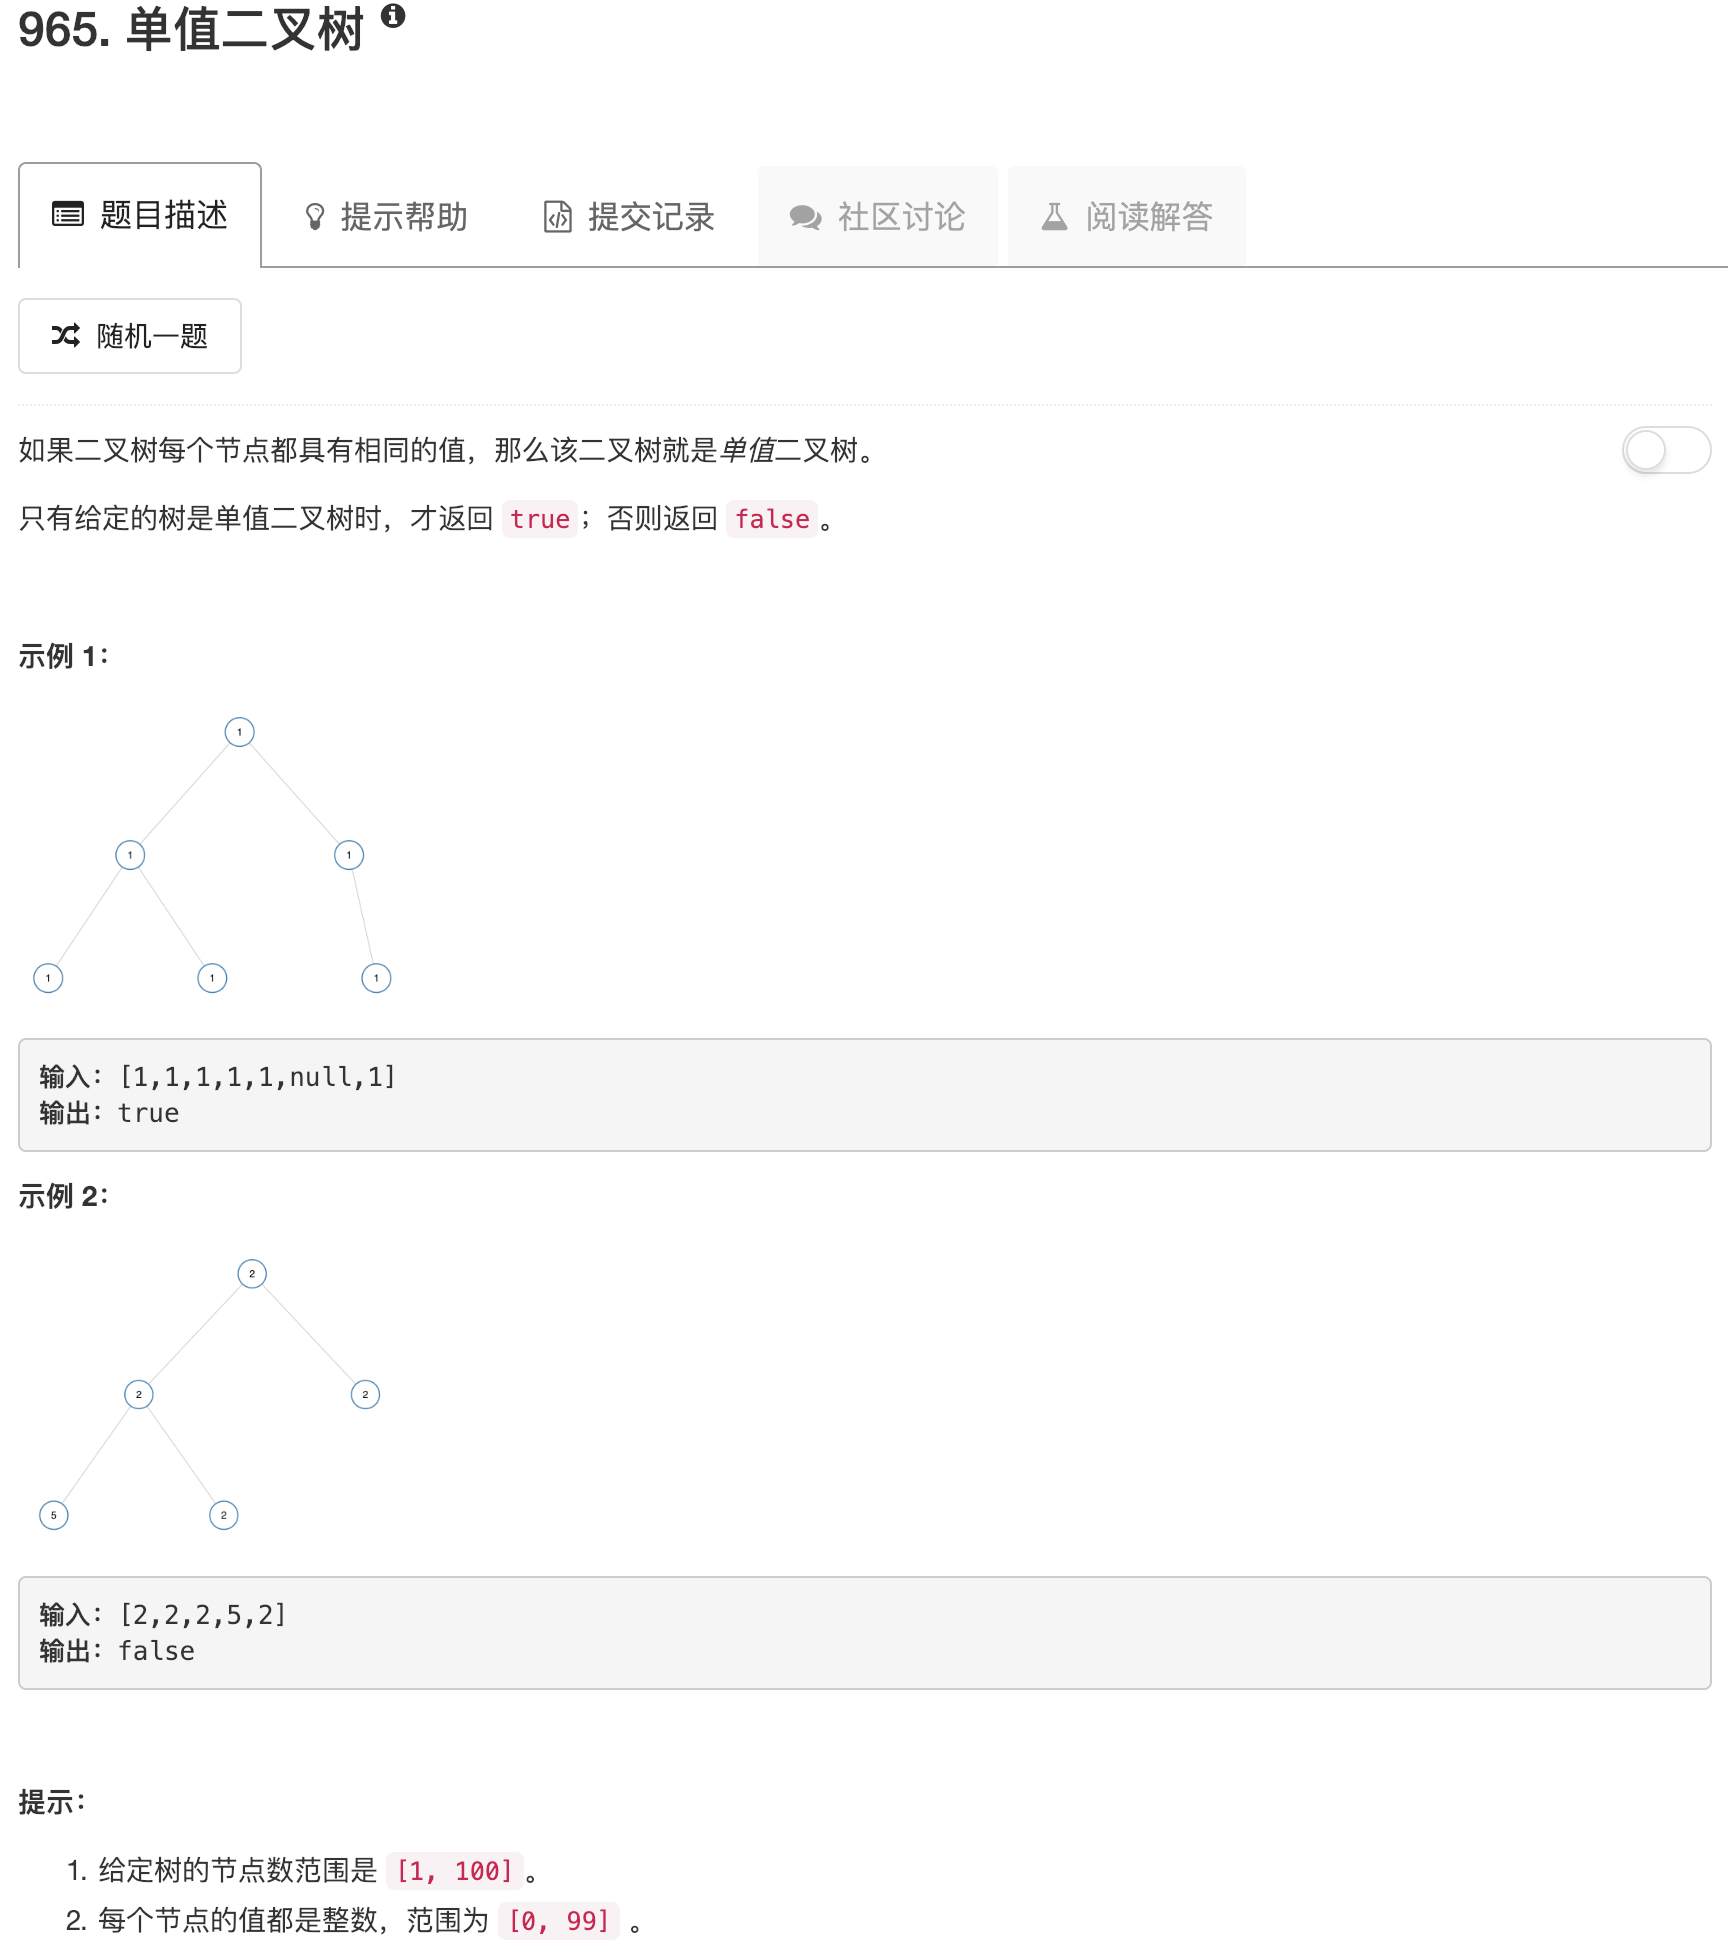 965. 单值二叉树
题目描述 提示帮助 提交记录 社区讨论 阅读解答
随机一题
如果二叉树每个节点都具有相同的值，那么该二叉树就是单值二叉树。
只有给定的树是单值二叉树时，才返回 true；否则返回 false。
示例 1：
1
1 1
1 1 1
输入：[1,1,1,1,1,null,1]
输出：true
示例 2：
2
2 2
5 2
输入：[2,2,2,5,2]
输出：false
提示：
1. 给定树的节点数范围是 [1, 100]。
2. 每个节点的值都是整数，范围为 [0, 99] 。